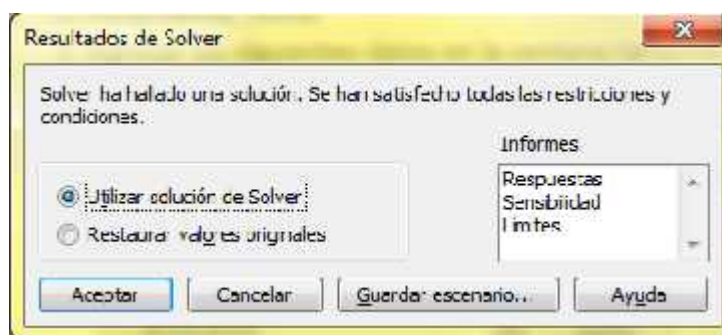 Resultados de Solver
Solver ha hallado una solución. Se han satisfecho todas las restricciones y
condiciones.
Informes
Utilizar solución de Solver
Respuestas
Sensibilidad
Límites
Restaurar valores originales
Aceptar
Cancelar
Guardar escenario...
Ayuda